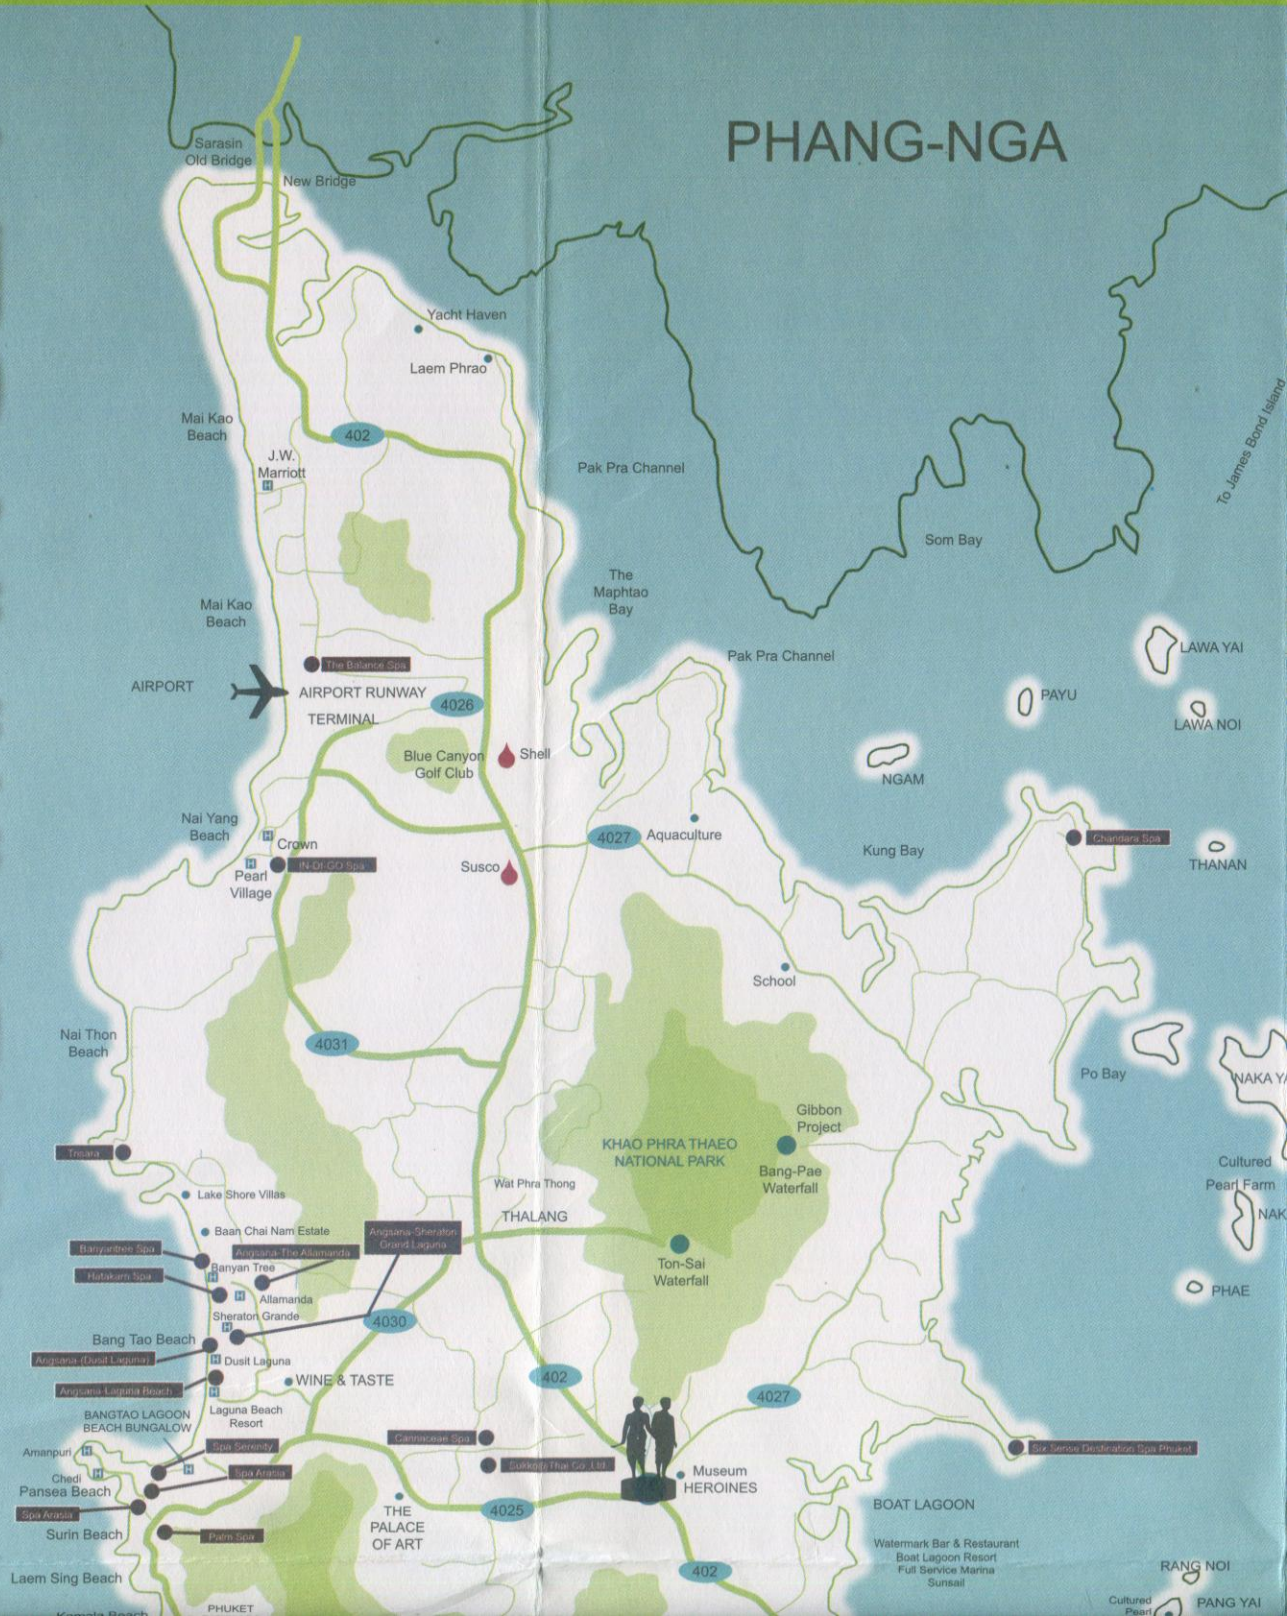 PHANG-NGA
Sarasin
Old Bridge
New Bridge
Yacht Haven
Laem Phrao
To James Bond Island
Mai Kao
Beach
402
J.W.
Marriott
H
Pak Pra Channel
Som Bay
The
Maphtao
Bay
Mai Kao
Beach
Pak Pra Channel
LAWA YAI
The Balance Spa
AIRPORT
AIRPORT RUNWAY
TERMINAL
4026
PAYU
LAWA NOI
Blue Canyon
Golf Club
Shell
NGAM
Nai Yang
Beach
H
Crown
4027
Aquaculture
Kung Bay
Chandara Spa
THANAN
H
IN-DI-GO Spa
Pearl
Village
Susco
School
Nai Thon
Beach
4031
Po Bay
NAKA YA
Gibbon
Project
KHAO PHRA THAEO
NATIONAL PARK
Bang-Pae
Waterfall
Trisara
Cultured
Pearl Farm
NAK
Wat Phra Thong
Lake Shore Villas
THALANG
Baan Chai Nam Estate
Angsana-Sheraton
Grand Laguna
Banyantree Spa
Angsana-The Allamanda
Banyan Tree
H
Ton-Sai
Waterfall
Hatakarn Spa
H
Allamanda
PHAE
Sheraton Grande
H
4030
Bang Tao Beach
Angsana-(Dusit Laguna)
H
Dusit Laguna
Angsana-Laguna Beach
H
WINE & TASTE
402
4027
Laguna Beach
Resort
BANGTAO LAGOON
BEACH BUNGALOW
Cannaceae Spa
Spa Serenity
Six Sense Destination Spa Phuket
Amanpuri
H
Chedi
H
H
Spa Arasia
Sukkho Thai Co.,Ltd.
Museum
HEROINES
Pansea Beach
Spa Arasia
THE
PALACE
OF ART
4025
BOAT LAGOON
Surin Beach
Palm Spa
Watermark Bar & Restaurant
Boat Lagoon Resort
Full Service Marina
Sunsail
402
RANG NOI
Laem Sing Beach
PHUKET
Cultured
Pearl
PANG YAI
Kamala Beach